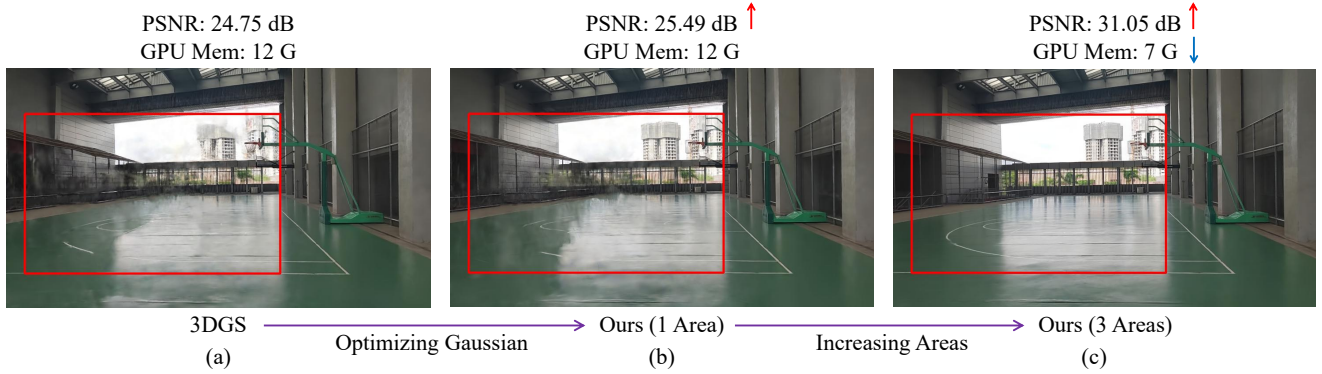 PSNR: 24.75 dB
GPU Mem: 12 G
PSNR: 25.49 dB
GPU Mem: 12 G
PSNR: 31.05 dB
GPU Mem: 7 G
3DGS
Optimizing Gaussian
Ours (1 Area)
Increasing Areas
Ours (3 Areas)
(a)
(b)
(c)